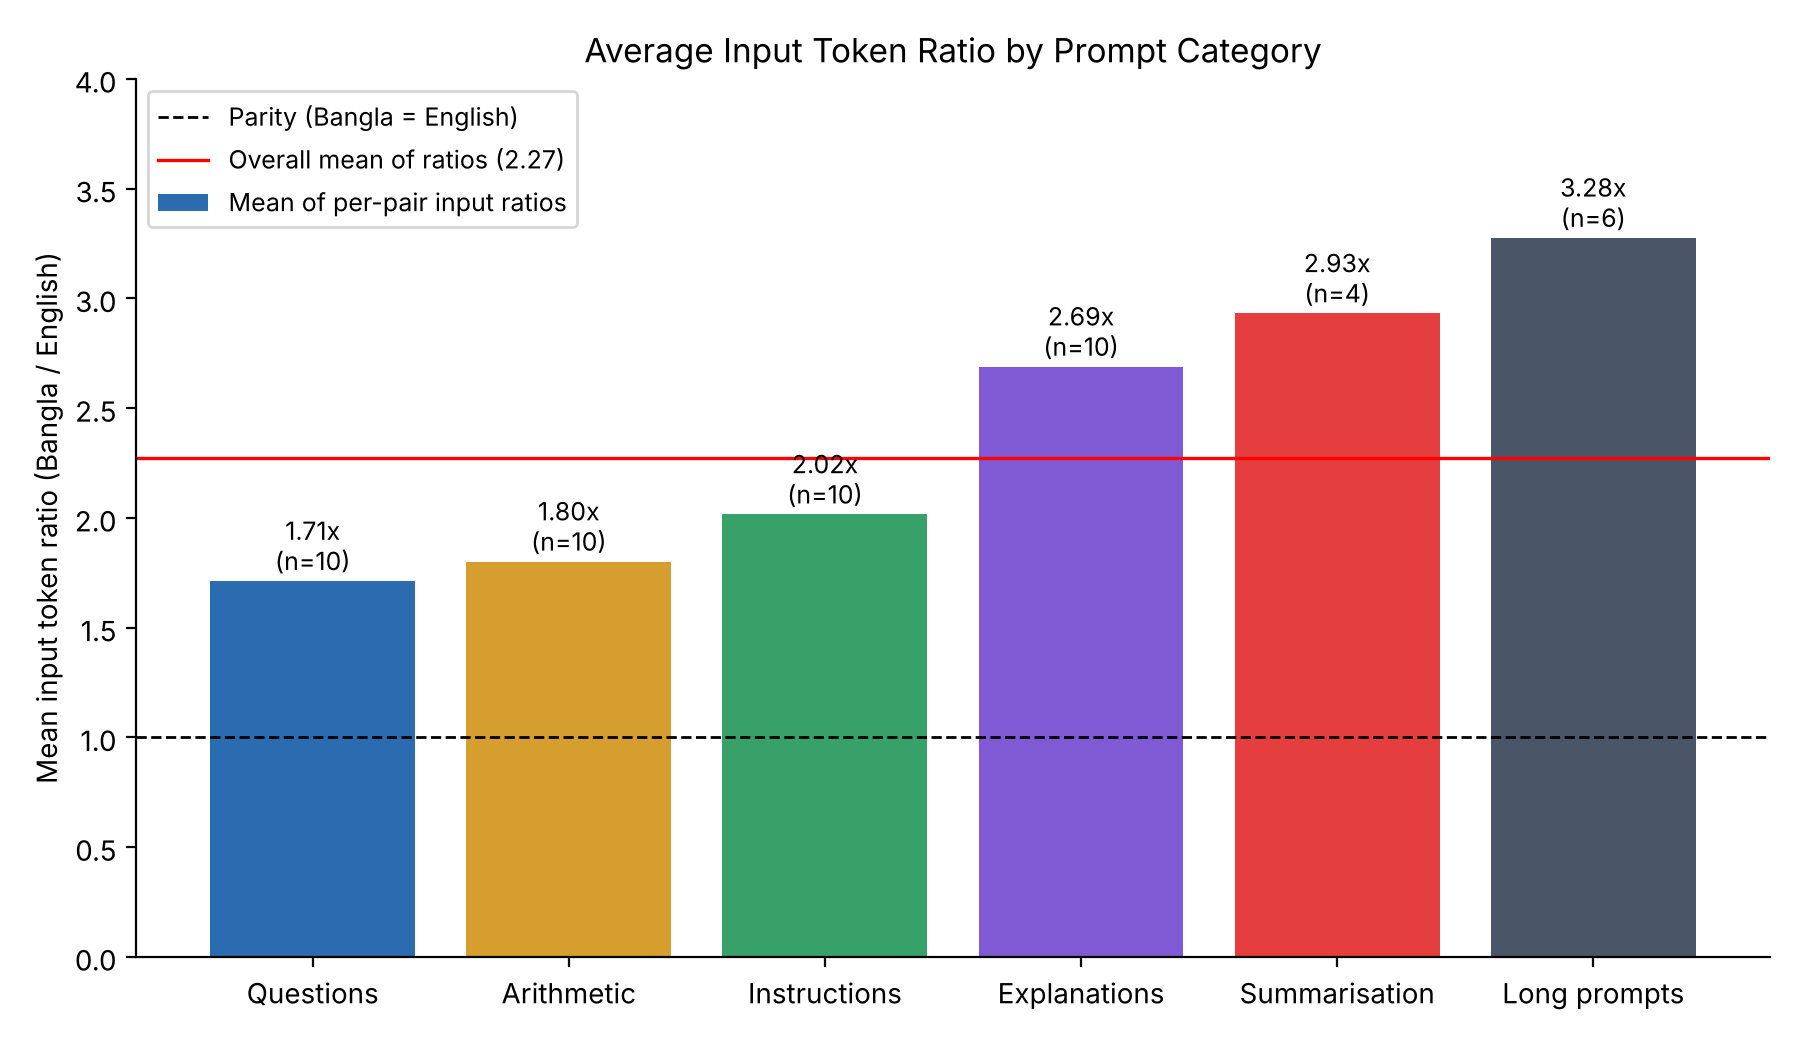 Average Input Token Ratio by Prompt Category
Mean input token ratio (Bangla / English)
4.0
3.5
3.0
2.5
2.0
1.5
1.0
0.5
0.0
Parity (Bangla = English)
Overall mean of ratios (2.27)
Mean of per-pair input ratios
1.71x
(n=10)
1.80x
(n=10)
2.02x
(n=10)
2.69x
(n=10)
2.93x
(n=4)
3.28x
(n=6)
Questions
Arithmetic
Instructions
Explanations
Summarisation
Long prompts